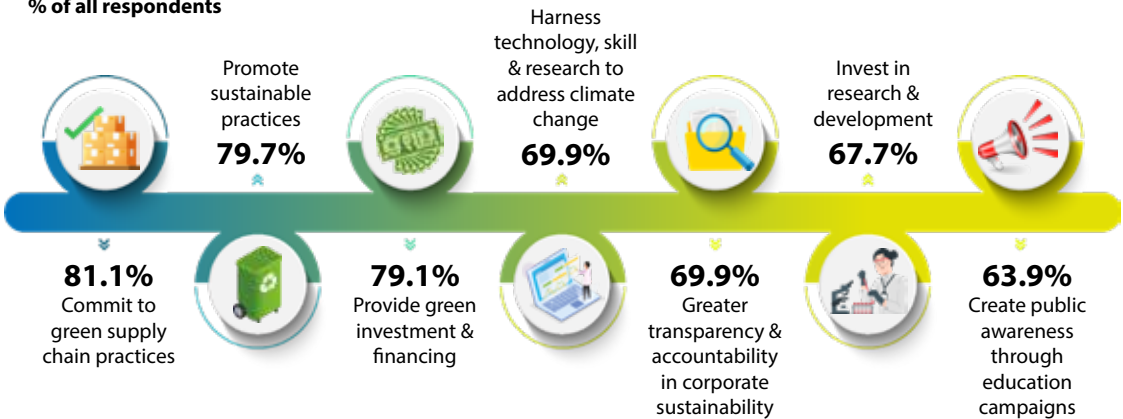 % of all respondents
81.1%
Commit to
green supply
chain practices
Promote
sustainable
practices
79.7%
79.1%
Provide green
investment &
financing
Harness
technology, skill
& research to
address climate
change
69.9%
69.9%
Greater
transparency &
accountability
in corporate
sustainability
Invest in
research &
development
67.7%
63.9%
Create public
awareness
through
education
campaigns